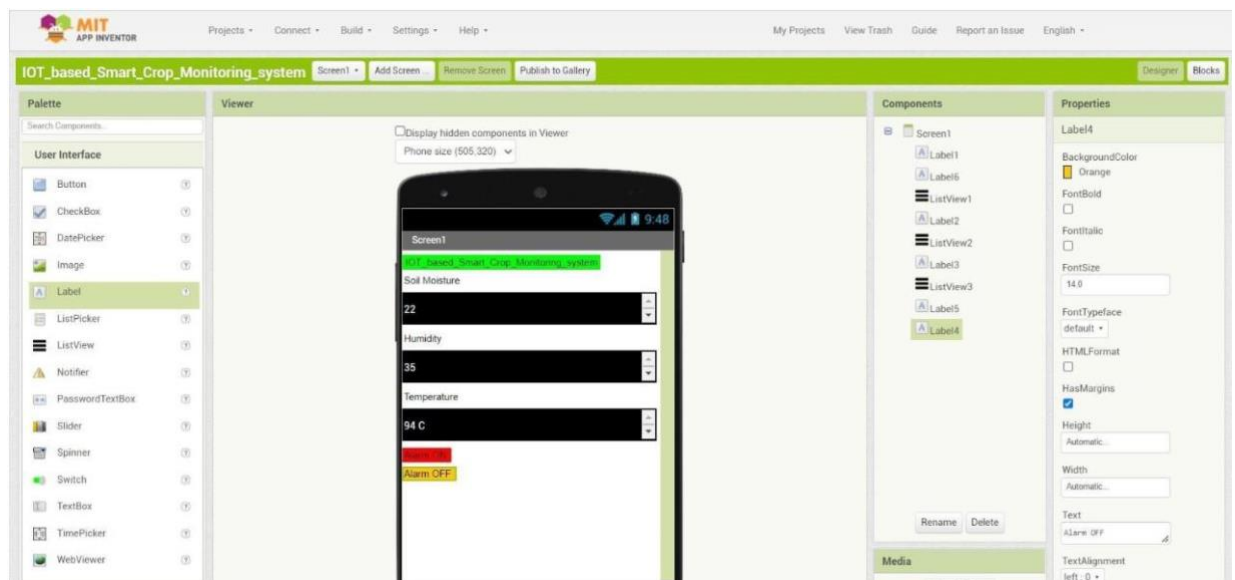 MIT
APP INVENTOR
Projects Connect Build Settings Help
My Projects View Trash Guide Report an Issue English
IOT_based_Smart_Crop_Monitoring_system Screen1 Add Screen ... Remove Screen Publish to Gallery
Designer Blocks
Palette
Search Components...
User Interface
Button
CheckBox
DatePicker
Image
Label
ListPicker
ListView
Notifier
PasswordTextBox
Slider
Spinner
Switch
TextBox
TimePicker
WebViewer
Viewer
Display hidden components in Viewer
Phone size (505,320)
9:48
Screen1
IOT_based_Smart_Crop_Monitoring_system
Soil Moisture
22
Humidity
35
Temperature
94 C
Alarm ON
Alarm OFF
Components
Screen1
Label1
Label6
ListView1
Label2
ListView2
Label3
ListView3
Label5
Label4
Rename Delete
Media
Properties
Label4
BackgroundColor
Orange
FontBold
FontItalic
FontSize
14.0
FontTypeface
default
HTMLFormat
HasMargins
Height
Automatic...
Width
Automatic...
Text
Alarm OFF
TextAlignment
left : 0